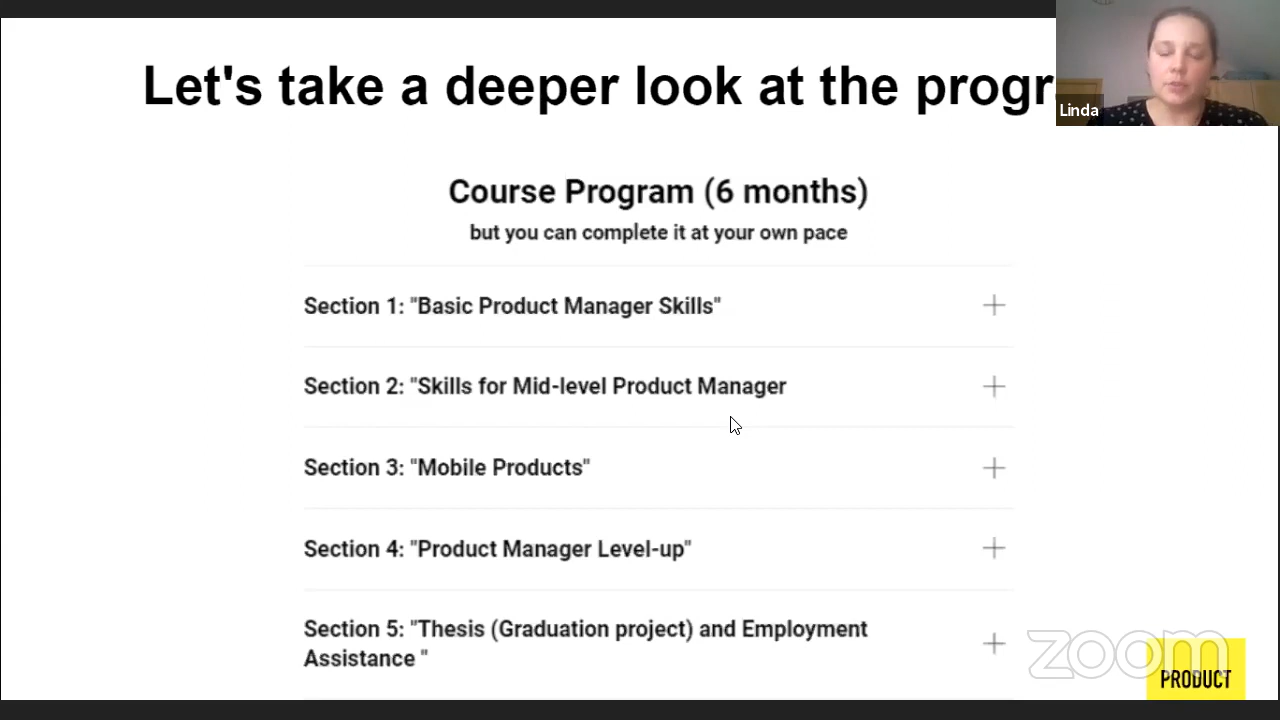 Let's take a deeper look at the progr
Linda
Course Program (6 months)
but you can complete it at your own pace
Section 1: "Basic Product Manager Skills"
Section 2: "Skills for Mid-level Product Manager
Section 3: "Mobile Products"
Section 4: "Product Manager Level-up"
Section 5: "Thesis (Graduation project) and Employment
Assistance "
zoom
PRODUCT